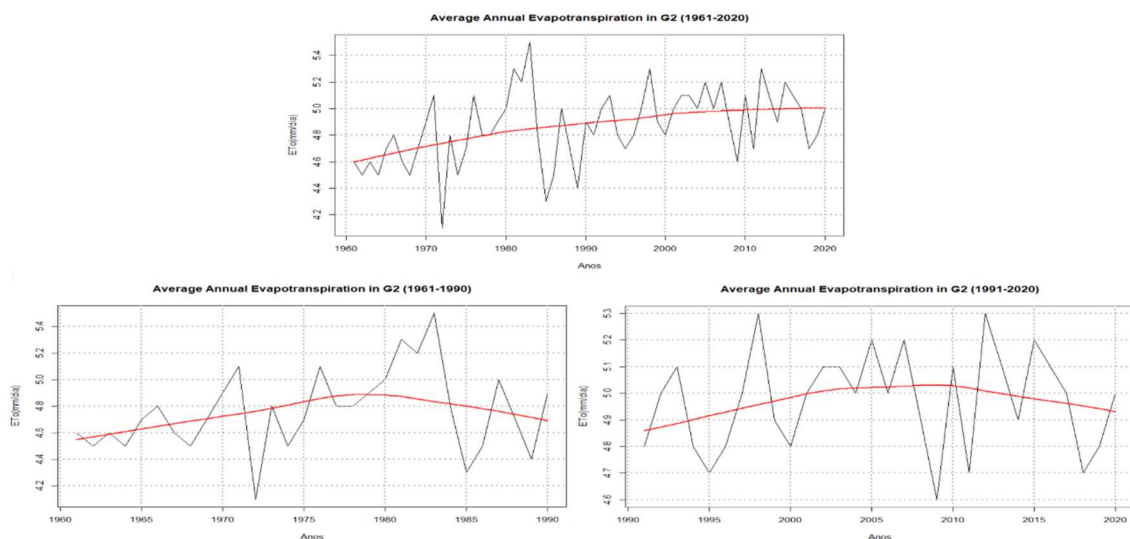 Average Annual Evapotranspiration in G2 (1961-2020)
ETo(mm/dia)
5.4
5.2
5.0
4.8
4.6
4.4
4.2
1960 1970 1980 1990 2000 2010 2020
Anos
Average Annual Evapotranspiration in G2 (1961-1990)
ETo(mm/dia)
5.4
5.2
5.0
4.8
4.6
4.4
4.2
1960 1965 1970 1975 1980 1985 1990
Anos
Average Annual Evapotranspiration in G2 (1991-2020)
ETo(mm/dia)
5.3
5.2
5.1
5.0
4.9
4.8
4.7
4.6
1990 1995 2000 2005 2010 2015 2020
Anos